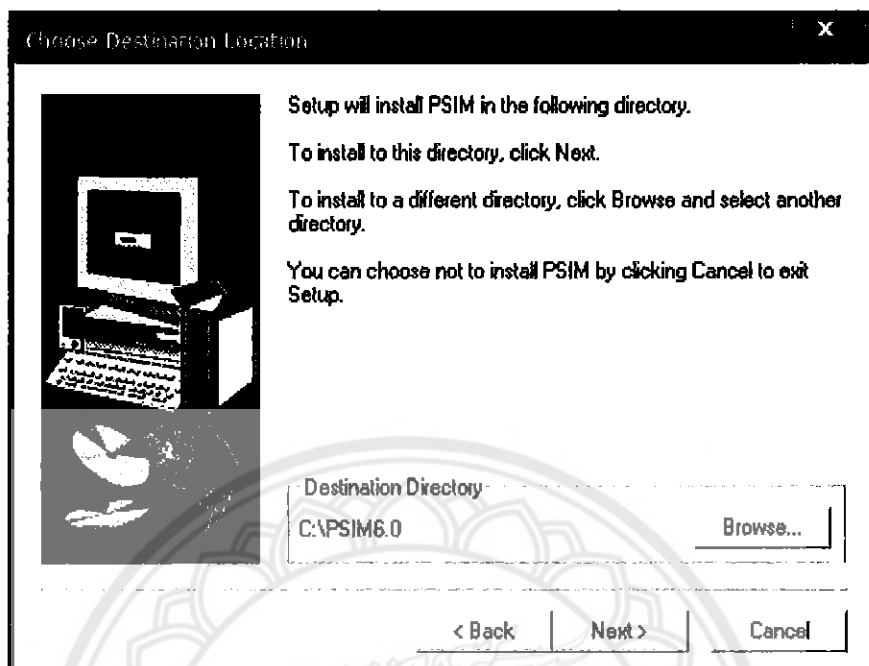 Choose Destination Location
x
Setup will install PSIM in the following directory.
To install to this directory, click Next.
To install to a different directory, click Browse and select another
directory.
You can choose not to install PSIM by clicking Cancel to exit
Setup.
Destination Directory
C:\PSIM6.0
Browse...
< Back
Next >
Cancel